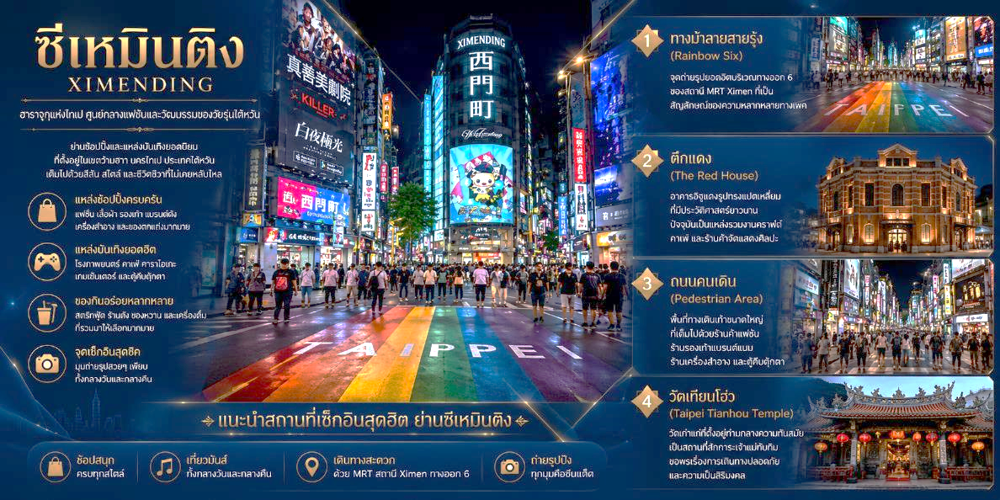 ซีเหมินติง
XIMENDING
ฮาราจูกุแห่งไทเป ศูนย์กลางแฟชั่นและวัฒนธรรมของวัยรุ่นไต้หวัน
ย่านช้อปปิ้งและแหล่งบันเทิงยอดนิยม
ที่ตั้งอยู่ในเขตว้านฮวา นครไทเป ประเทศไต้หวัน
เต็มไปด้วยสีสัน สไตล์ และชีวิตชีวาที่ไม่เคยหลับใหล
แหล่งช้อปปิ้งครบครัน
แฟชั่น เสื้อผ้า รองเท้า แบรนด์ดัง
เครื่องสำอาง และของตกแต่งมากมาย
แหล่งบันเทิงยอดฮิต
โรงภาพยนตร์ คาเฟ่ คาราโอเกะ
เกมเซ็นเตอร์ และตู้คีบตุ๊กตา
ของกินอร่อยหลากหลาย
สตรีทฟู้ด ร้านดัง ของหวาน และเครื่องดื่ม
ที่รวมมาให้เลือกมากมาย
จุดเช็กอินสุดชิค
มุมถ่ายรูปสวยๆ เพียบ
ทั้งกลางวันและกลางคืน
真善美劇院
KILLER
白夜極光
西門町
XIMENDING
西門町
TAIPEI
แนะนำสถานที่เช็กอินสุดฮิต ย่านซีเหมินติง
ช้อปสนุก
ครบทุกสไตล์
เที่ยวมันส์
ทั้งกลางวันและกลางคืน
เดินทางสะดวก
ด้วย MRT สถานี Ximen ทางออก 6
ถ่ายรูปปัง
ทุกมุมคือซีนเด็ด
1
ทางม้าลายสายรุ้ง
(Rainbow Six)
จุดถ่ายรูปยอดฮิตบริเวณทางออก 6
ของสถานี MRT Ximen ที่เป็น
สัญลักษณ์ของความหลากหลายทางเพศ
TAIPEI
2
ตึกแดง
(The Red House)
อาคารอิฐแดงรูปทรงแปดเหลี่ยม
ที่มีประวัติศาสตร์ยาวนาน
ปัจจุบันเป็นแหล่งรวมงานคราฟต์
คาเฟ่ และร้านค้าจัดแสดงศิลปะ
3
ถนนคนเดิน
(Pedestrian Area)
พื้นที่ทางเดินเท้าขนาดใหญ่
ที่เต็มไปด้วยร้านค้าแฟชั่น
ร้านรองเท้าแบรนด์แนม
ร้านเครื่องสำอาง และตู้คีบตุ๊กตา
4
วัดเทียนโฮ่ว
(Taipei Tianhou Temple)
วัดเก่าแก่ที่ตั้งอยู่ท่ามกลางความทันสมัย
เป็นสถานที่สักการะเจ้าแม่ทับทิม
ขอพรเรื่องการเดินทางปลอดภัย
และความเป็นสิริมงคล